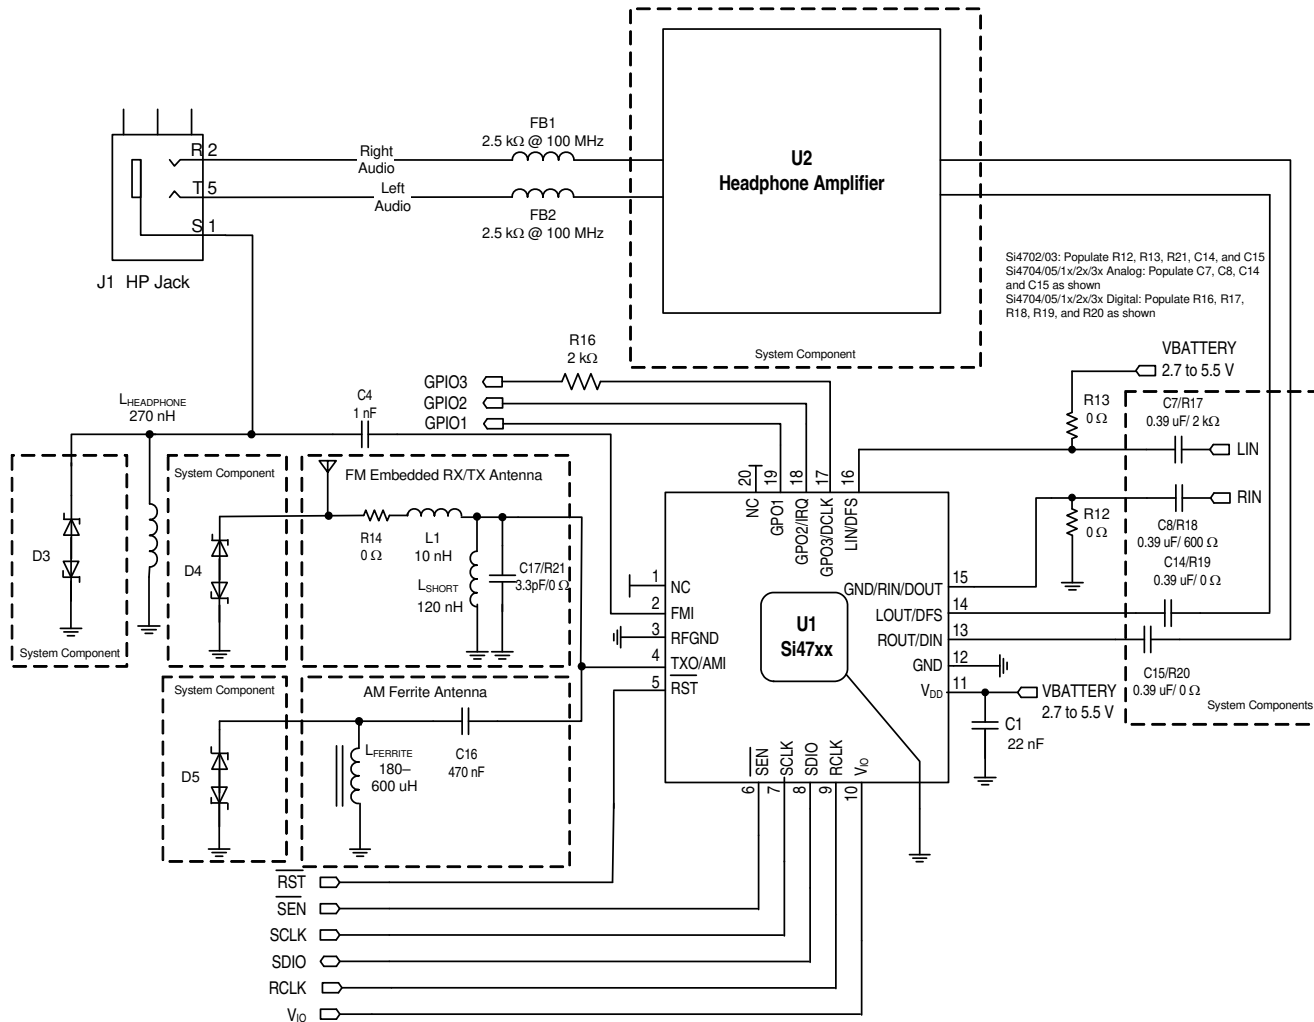 U2
Headphone Amplifier
System Component
FB1
2.5 kΩ @ 100 MHz
Right
Audio
Left
Audio
FB2
2.5 kΩ @ 100 MHz
R 2
T 5
S 1
J1 HP Jack
Si4702/03: Populate R12, R13, R21, C14, and C15
Si4704/05/1x/2x/3x Analog: Populate C7, C8, C14
and C15 as shown
Si4704/05/1x/2x/3x Digital: Populate R16, R17,
R18, R19, and R20 as shown
R16
2 kΩ
GPIO3
GPIO2
GPIO1
VBATTERY
2.7 to 5.5 V
R13
0 Ω
C7/R17
0.39 uF/ 2 kΩ
LIN
RIN
R12
0 Ω
C8/R18
0.39 uF/ 600 Ω
C14/R19
0.39 uF/ 0 Ω
C15/R20
0.39 uF/ 0 Ω
System Components
LHEADPHONE
270 nH
C4
1 nF
D3
System Component
System Component
D4
FM Embedded RX/TX Antenna
R14
0 Ω
L1
10 nH
LSHORT
120 nH
C17/R21
3.3pF/0 Ω
System Component
D5
AM Ferrite Antenna
LFERRITE
180–
600 uH
C16
470 nF
20
19
18
17
16
NC
GPO1
GPO2/IRQ
GPO3/DCLK
LIN/DFS
1
NC
2
FMI
3
RFGND
4
TXO/AMI
5
RST
U1
Si47xx
GND/RIN/DOUT
15
LOUT/DFS
14
ROUT/DIN
13
GND
12
VDD
11
VBATTERY
2.7 to 5.5 V
C1
22 nF
SEN
SCLK
SDIO
RCLK
VIO
6
7
8
9
10
RST
SEN
SCLK
SDIO
RCLK
VIO